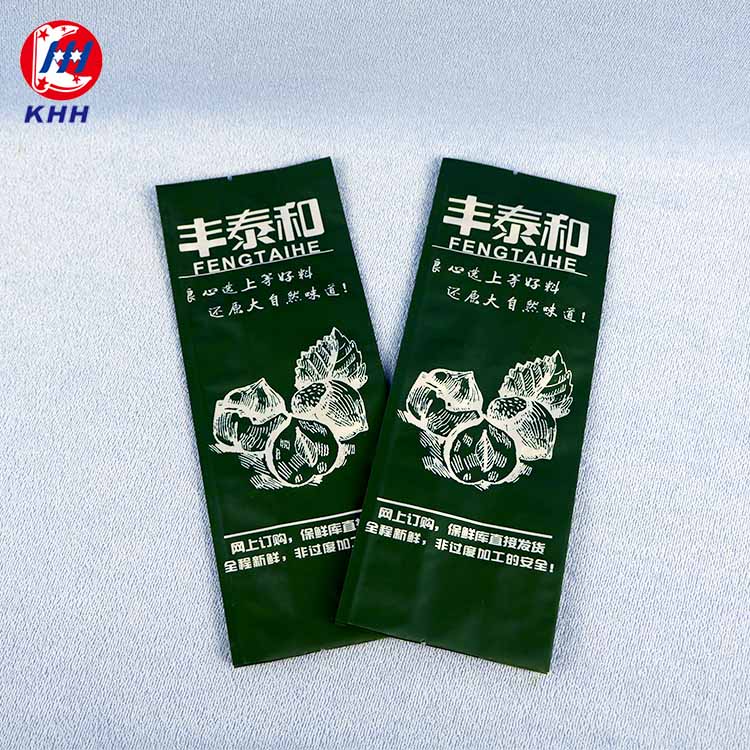 KHH
丰泰和
FENGTAIHE
良心选上等好料
还原大自然味道!
网上订购，保鲜库直接发货
全程新鲜，非过度加工
丰泰和
FENGTAIHE
良心选上等好料
还原大自然味道!
网上订购，保鲜库直接发货
全程新鲜，非过度加工的安全!